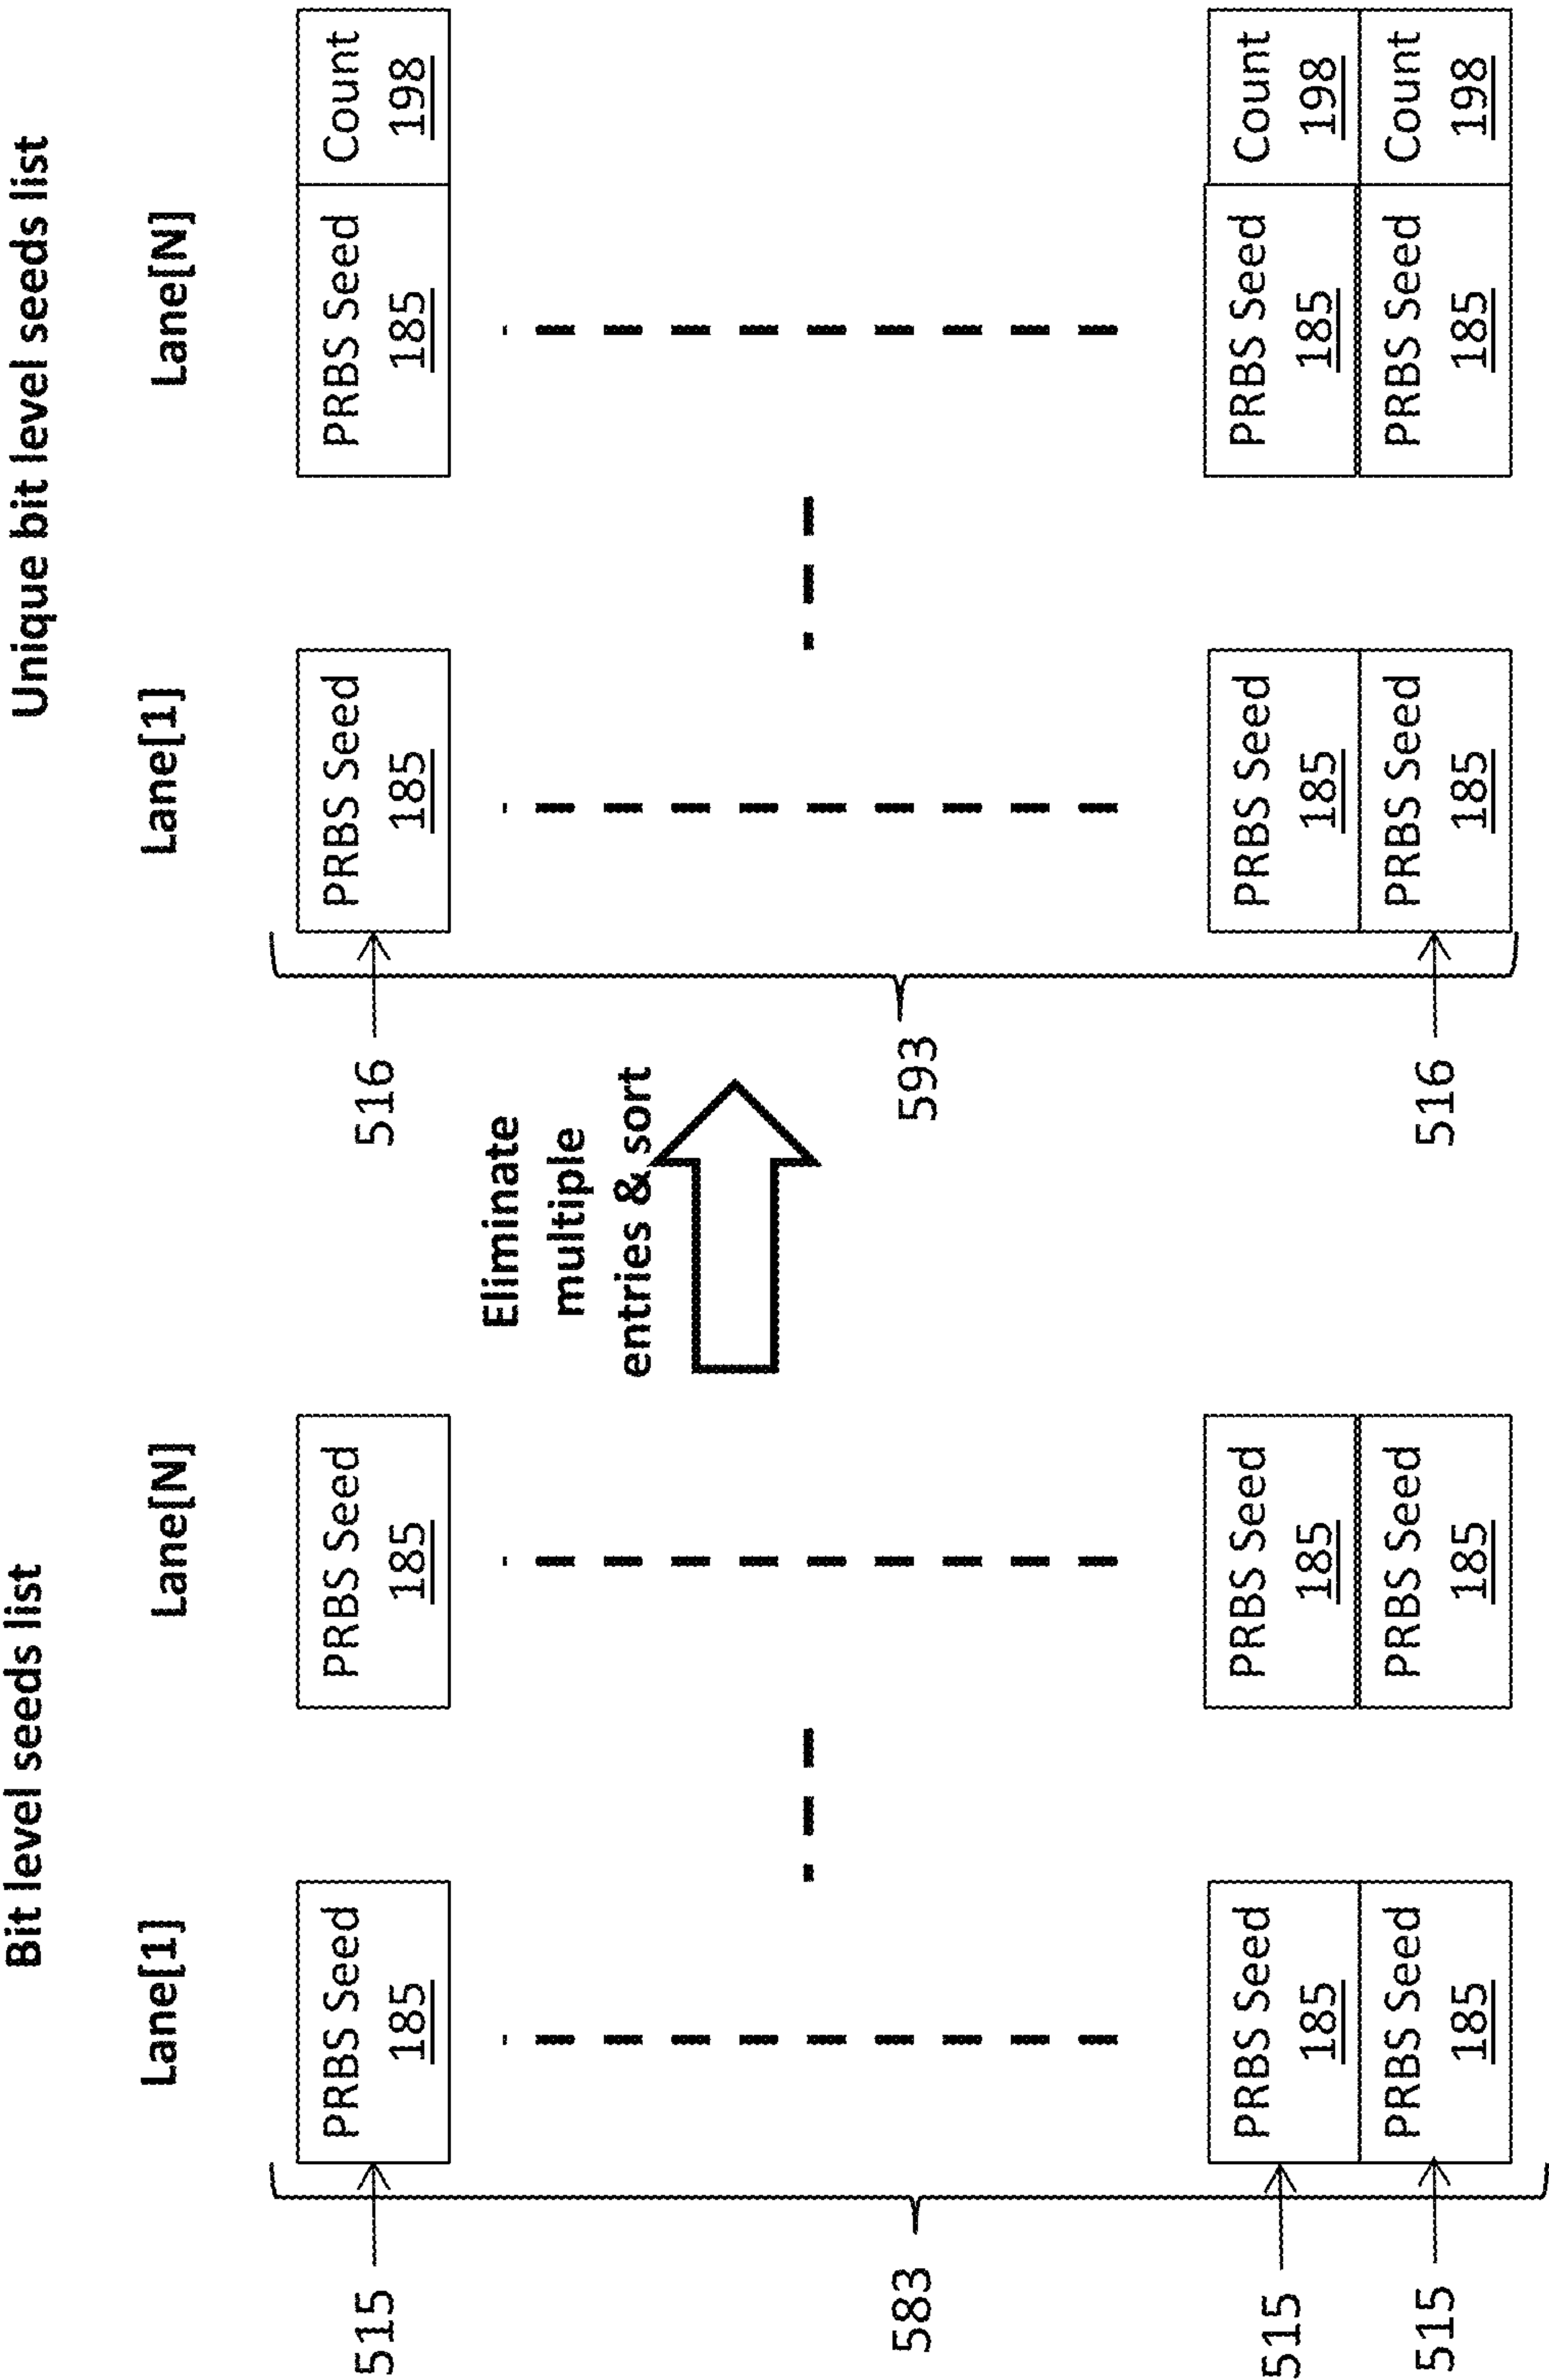 Bit level seeds list
Unique bit level seeds list
Lane[1]
Lane[N]
Lane[1]
Lane[N]
515
PRBS Seed
185
PRBS Seed
185
516
PRBS Seed
185
PRBS Seed
185
Count
198
Eliminate
multiple
entries & sort
583
593
515
PRBS Seed
185
PRBS Seed
185
PRBS Seed
185
PRBS Seed
185
Count
198
515
PRBS Seed
185
PRBS Seed
185
516
PRBS Seed
185
PRBS Seed
185
Count
198